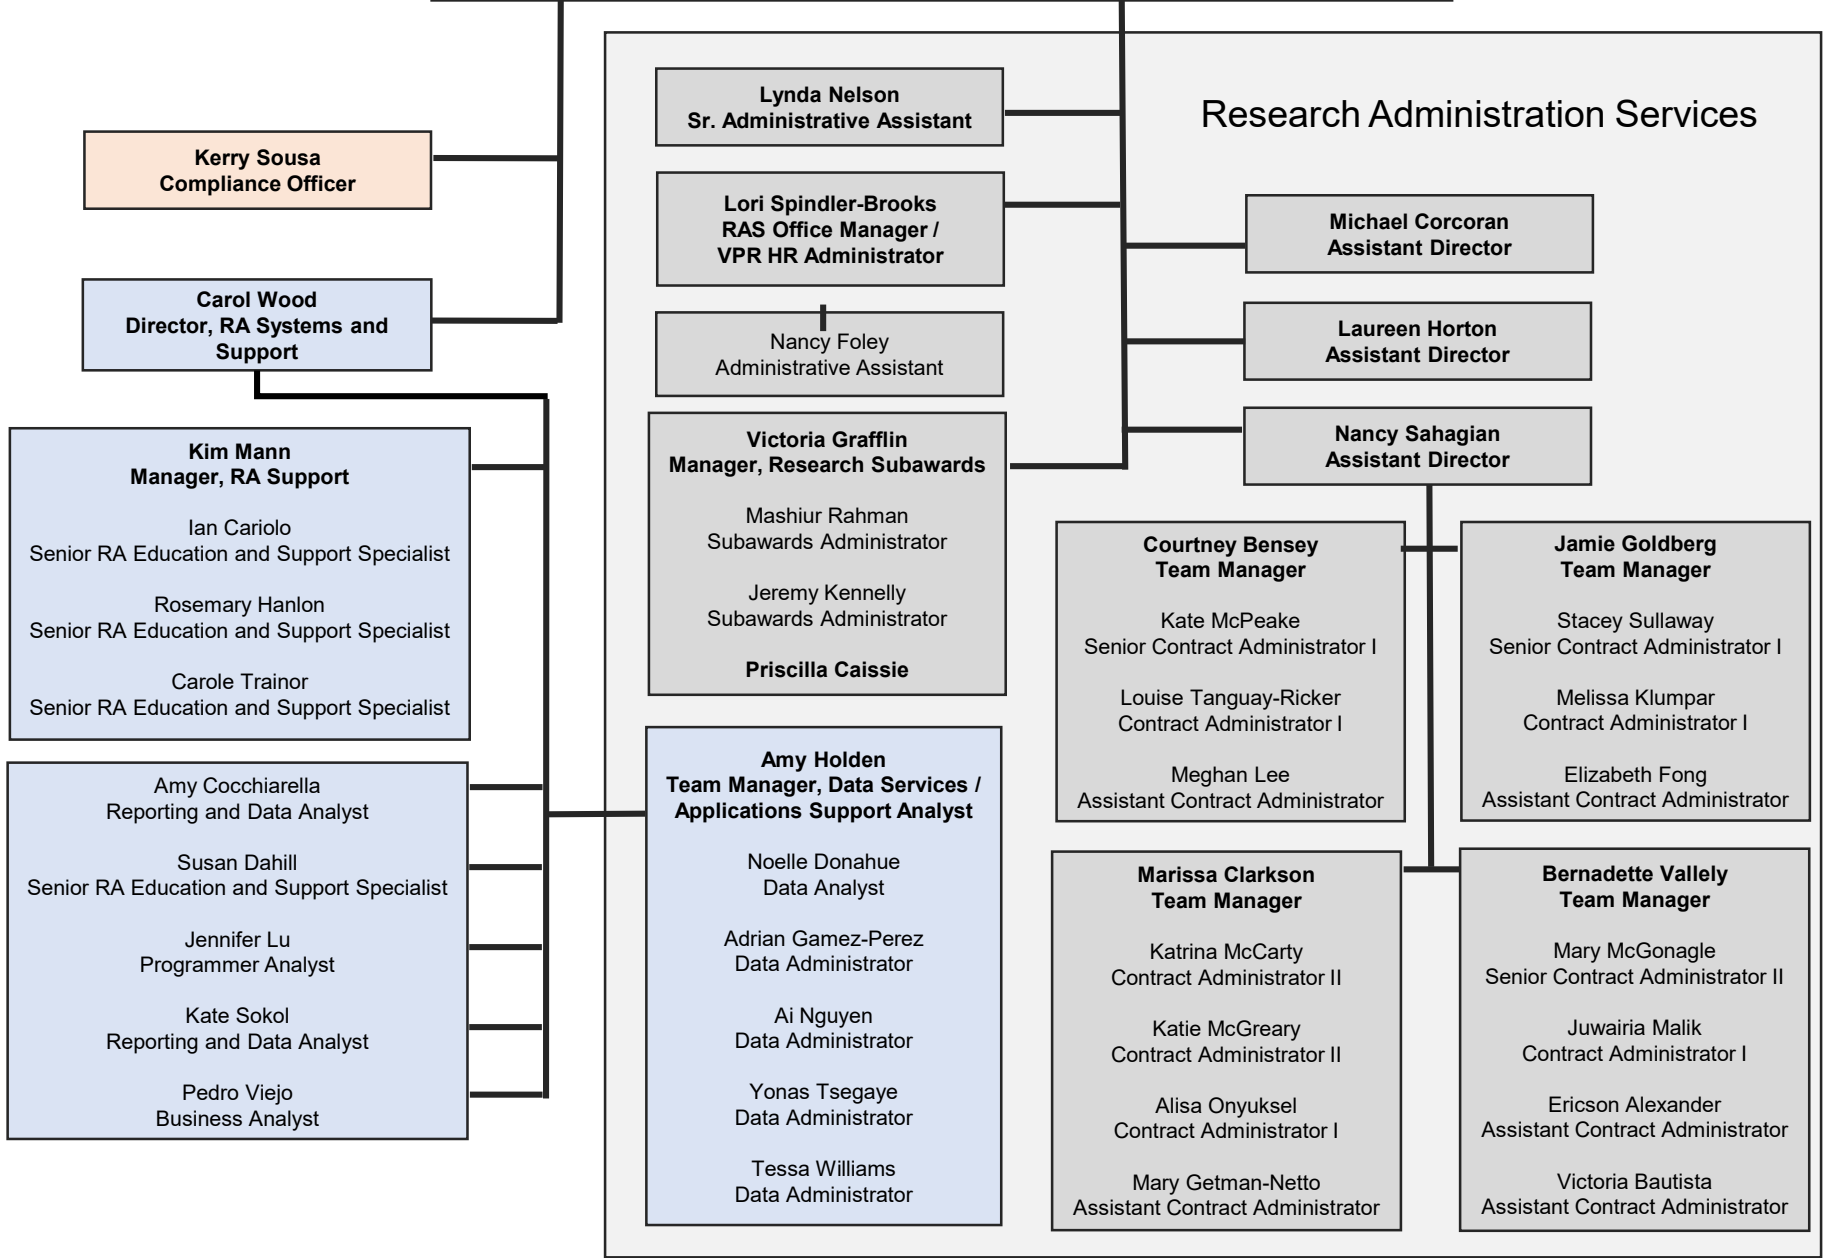 Research Administration Services
Kerry Sousa
Compliance Officer
Carol Wood
Director, RA Systems and
Support
Kim Mann
Manager, RA Support
Ian Cariolo
Senior RA Education and Support Specialist
Rosemary Hanlon
Senior RA Education and Support Specialist
Carole Trainor
Senior RA Education and Support Specialist
Amy Cocchiarella
Reporting and Data Analyst
Susan Dahill
Senior RA Education and Support Specialist
Jennifer Lu
Programmer Analyst
Kate Sokol
Reporting and Data Analyst
Pedro Viejo
Business Analyst
Lynda Nelson
Sr. Administrative Assistant
Lori Spindler-Brooks
RAS Office Manager /
VPR HR Administrator
Nancy Foley
Administrative Assistant
Victoria Grafflin
Manager, Research Subawards
Mashiur Rahman
Subawards Administrator
Jeremy Kennelly
Subawards Administrator
Priscilla Caissie
Amy Holden
Team Manager, Data Services /
Applications Support Analyst
Noelle Donahue
Data Analyst
Adrian Gamez-Perez
Data Administrator
Ai Nguyen
Data Administrator
Yonas Tsegaye
Data Administrator
Tessa Williams
Data Administrator
Michael Corcoran
Assistant Director
Laureen Horton
Assistant Director
Nancy Sahagian
Assistant Director
Courtney Bensey
Team Manager
Kate McPeake
Senior Contract Administrator I
Louise Tanguay-Ricker
Contract Administrator I
Meghan Lee
Assistant Contract Administrator
Jamie Goldberg
Team Manager
Stacey Sullaway
Senior Contract Administrator I
Melissa Klumpar
Contract Administrator I
Elizabeth Fong
Assistant Contract Administrator
Marissa Clarkson
Team Manager
Katrina McCarty
Contract Administrator II
Katie McGreary
Contract Administrator II
Alisa Onyuksel
Contract Administrator I
Mary Getman-Netto
Assistant Contract Administrator
Bernadette Vallely
Team Manager
Mary McGonagle
Senior Contract Administrator II
Juwairia Malik
Contract Administrator I
Ericson Alexander
Assistant Contract Administrator
Victoria Bautista
Assistant Contract Administrator